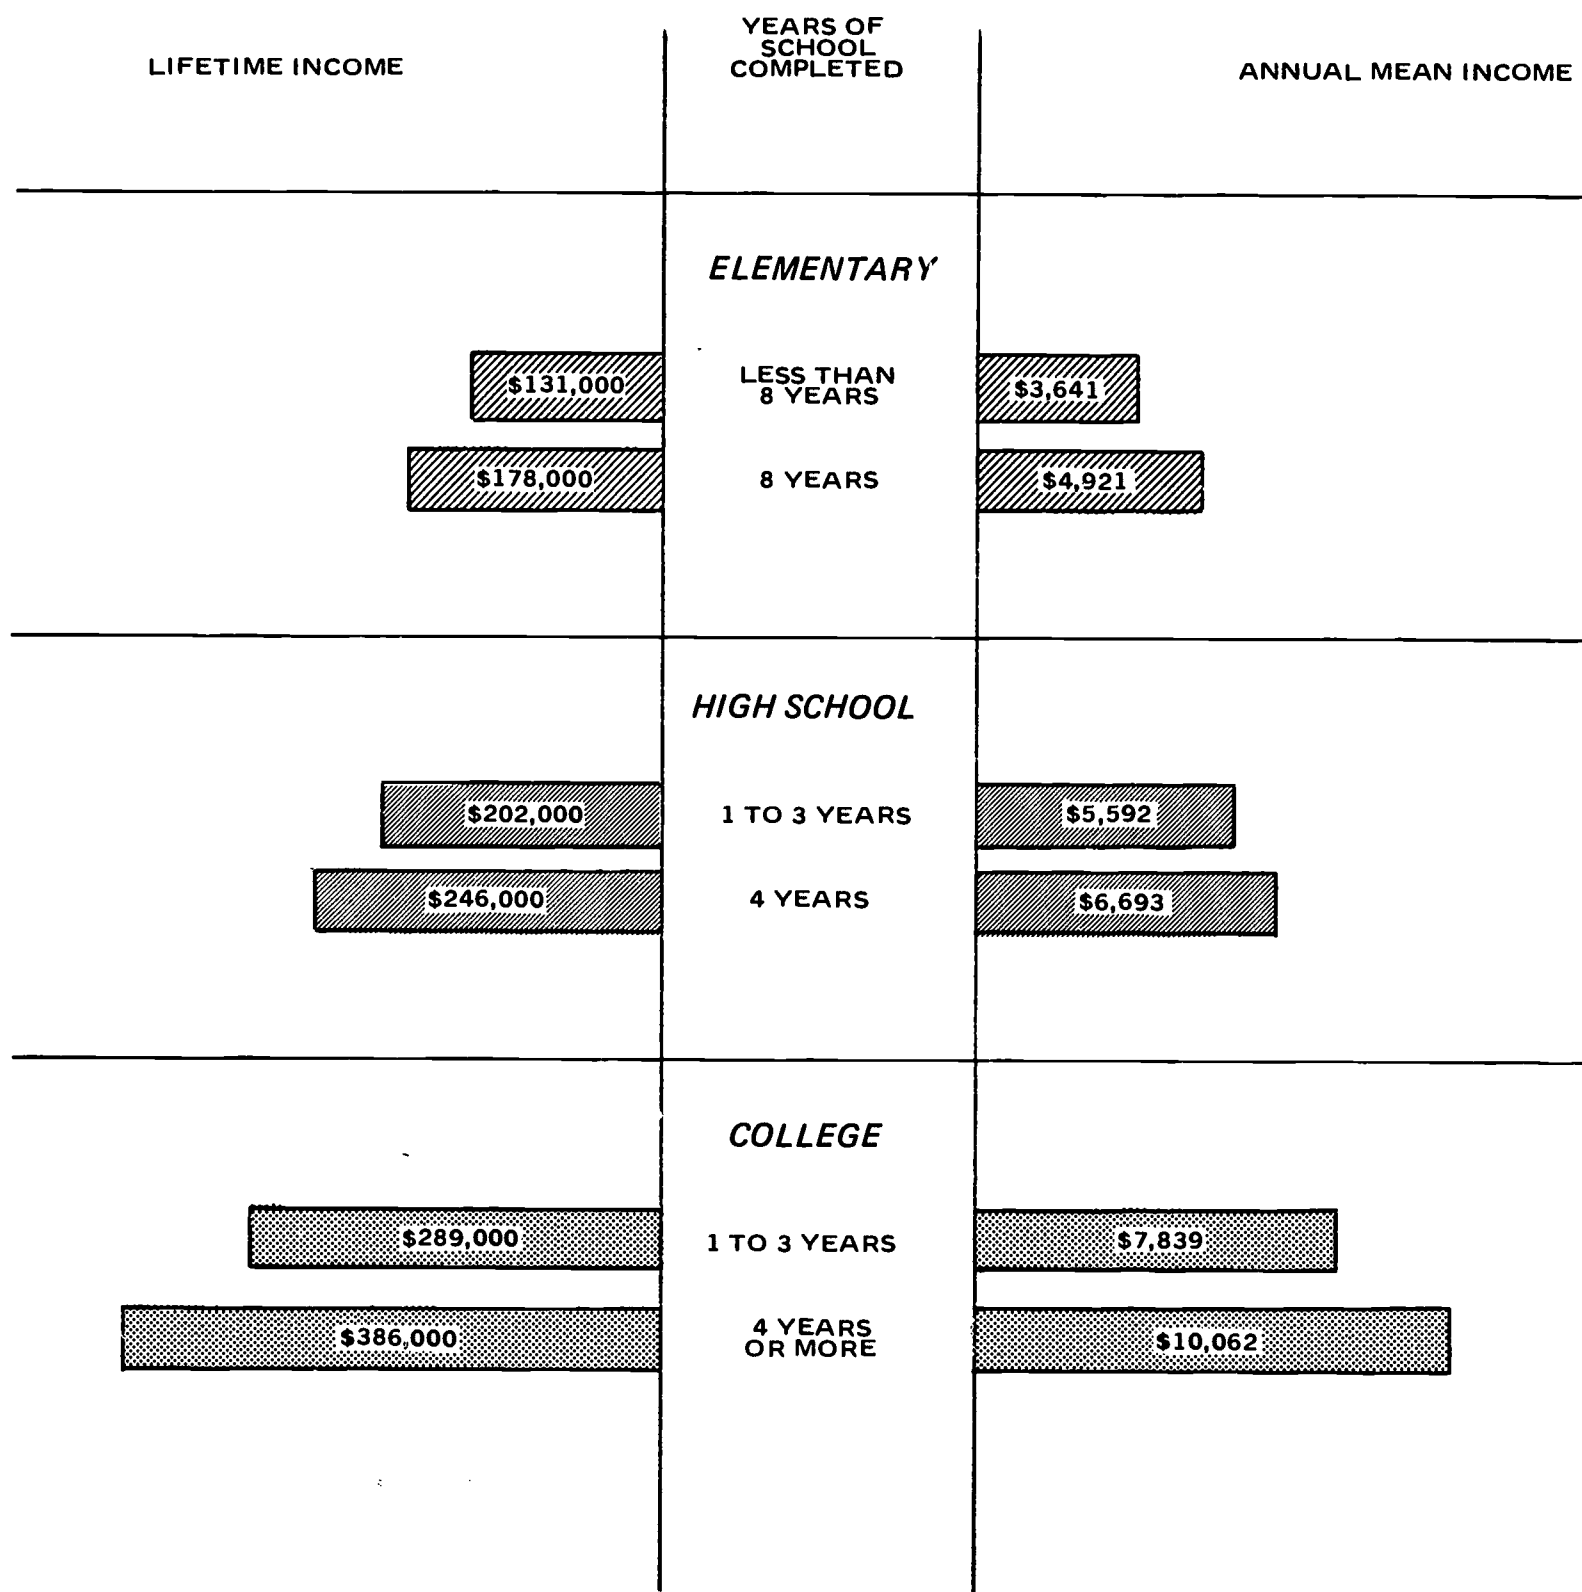 LIFETIME INCOME
YEARS OF
SCHOOL
COMPLETED
ANNUAL MEAN INCOME
ELEMENTARY
$131,000
LESS THAN
8 YEARS
$3,641
$178,000
8 YEARS
$4,921
HIGH SCHOOL
$202,000
1 TO 3 YEARS
$5,592
$246,000
4 YEARS
$6,693
COLLEGE
$289,000
1 TO 3 YEARS
$7,839
$386,000
4 YEARS
OR MORE
$10,062